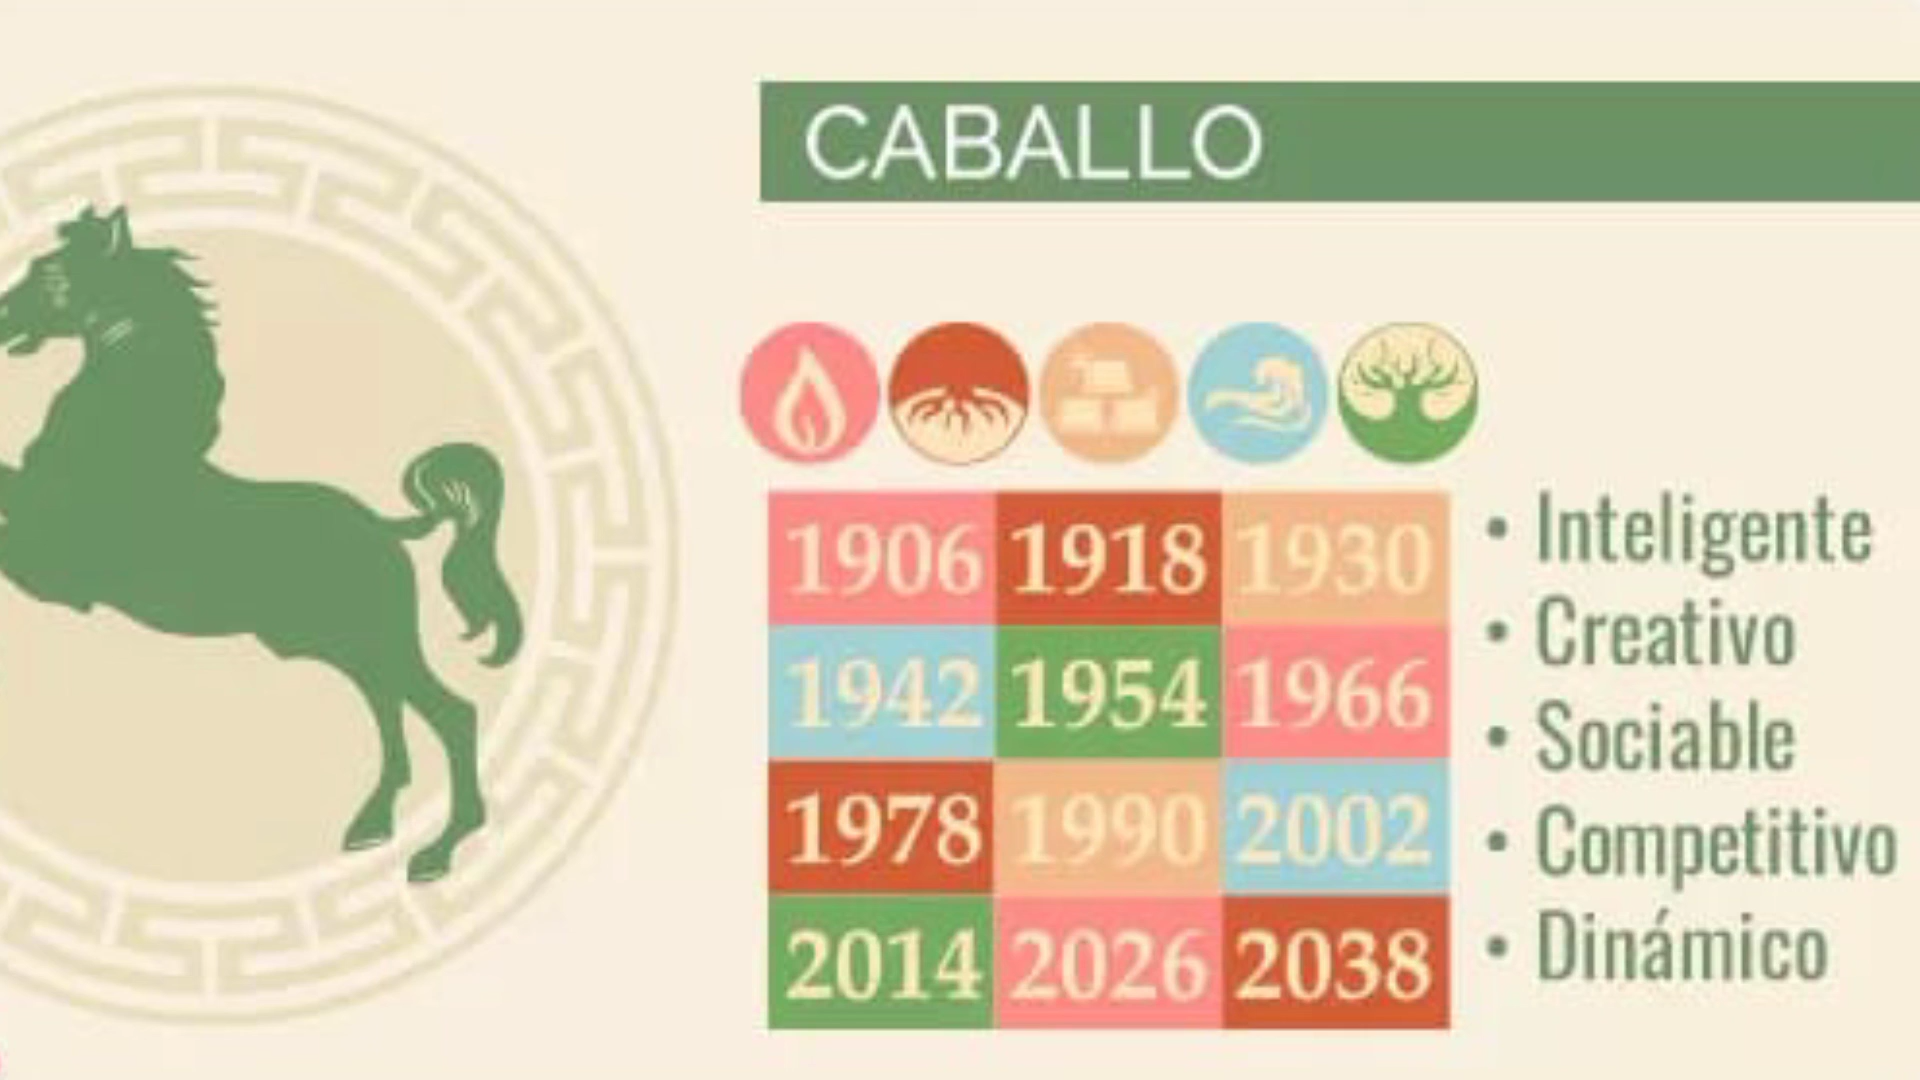 CABALLO
1906 1918 1930
1942 1954 1966
1978 1990 2002
2014 2026 2038
• Inteligente
• Creativo
• Sociable
• Competitivo
• Dinámico